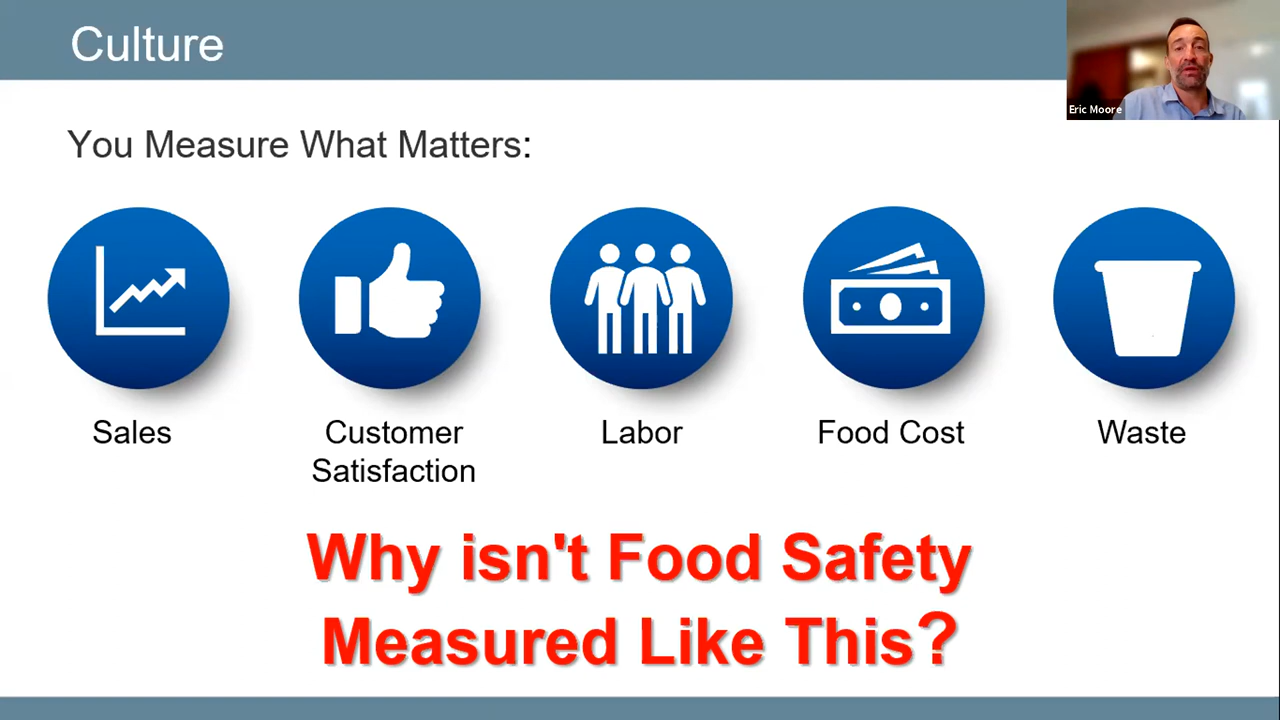 Culture
Eric Moore
You Measure What Matters:
Sales
Customer
Satisfaction
Labor
Food Cost
Waste
Why isn't Food Safety
Measured Like This?